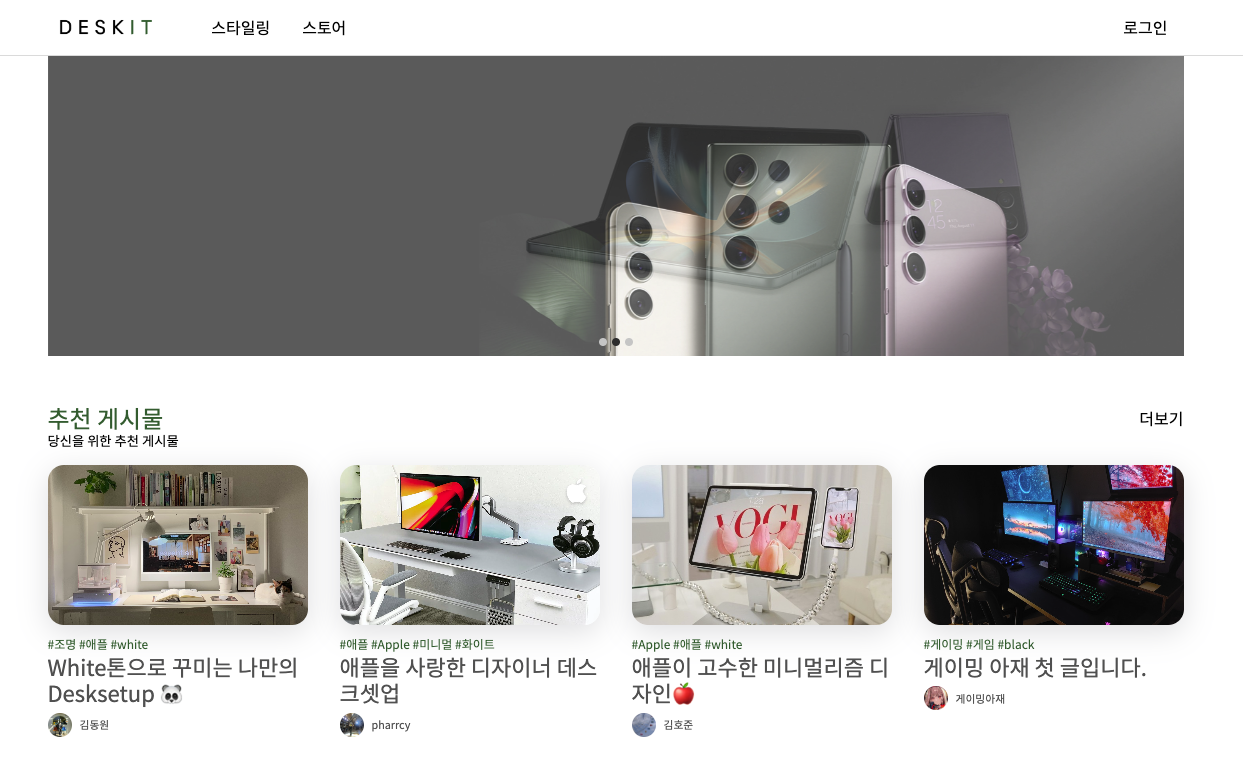 DESKIT
스타일링
스토어
로그인
12
45
추천 게시물
더보기
당신을 위한 추천 게시물
VOGU
#조명 #애플 #white
White톤으로 꾸미는 나만의
Desksetup 🐼
김동원
#애플 #Apple #미니멀 #화이트
애플을 사랑한 디자이너 데스
크셋업
pharrcy
#Apple #애플 #white
애플이 고수한 미니멀리즘 디
자인🍎
김호준
#게이밍 #게임 #black
게이밍 아재 첫 글입니다.
게이밍아재